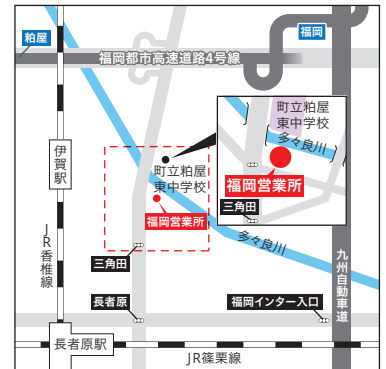 粕屋
福岡
福岡都市高速道路4号線
町立粕屋
東中学校
多々良川
福岡営業所
三角田
伊賀駅
町立粕屋
東中学校
福岡営業所
多々良川
JR香椎線
三角田
九州自動車道
長者原
福岡インター入口
長者原駅
JR篠栗線